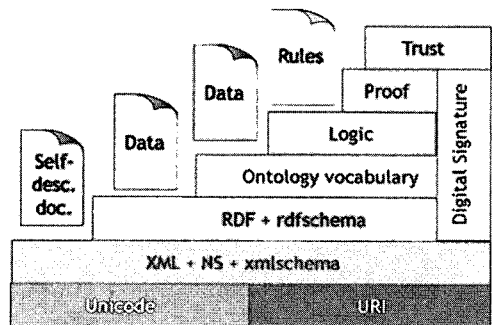 Rules
Trust
Data
Proof
Data
Logic
Self-
desc.
doc.
Ontology vocabulary
Digital Signature
RDF + rdfschema
XML + NS + xmlschema
Unicode
URI